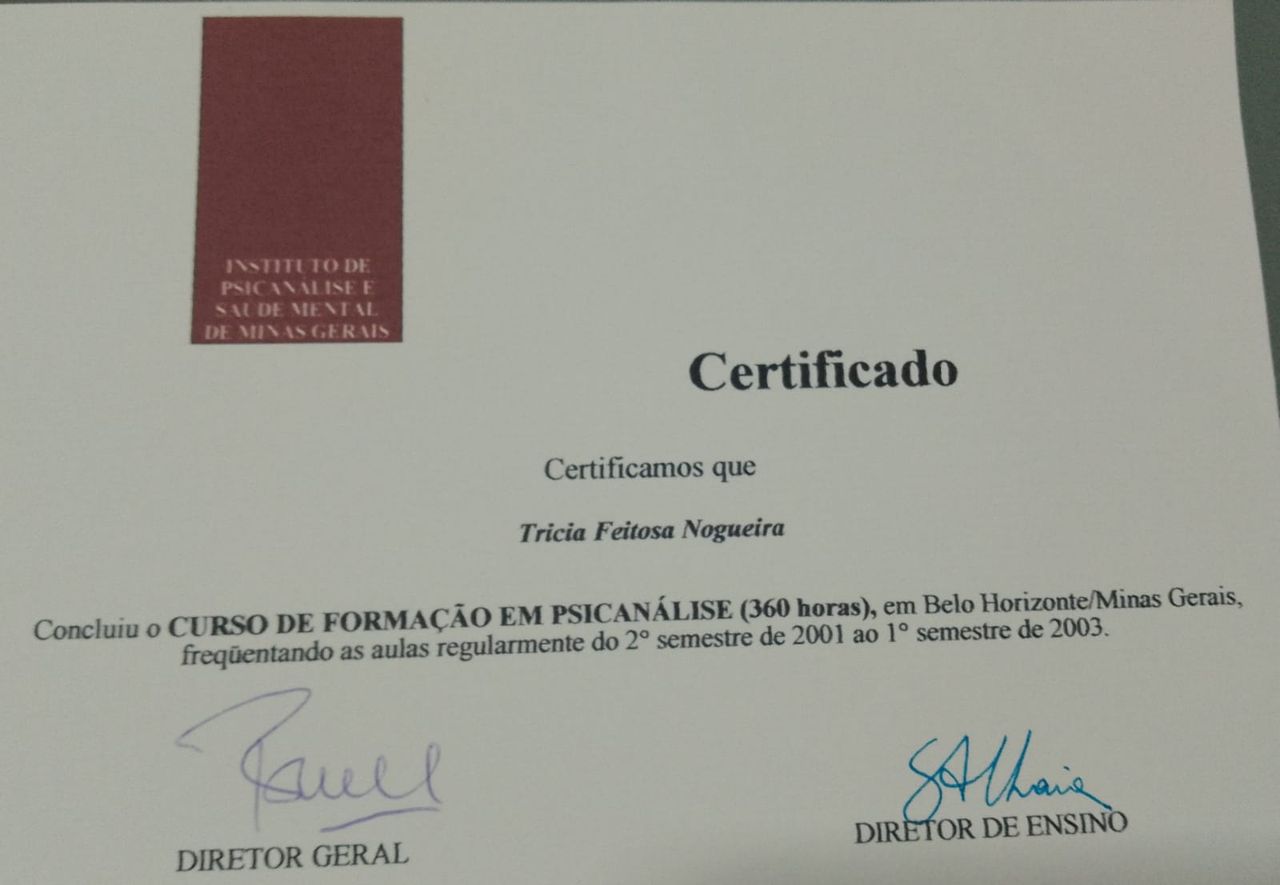 INSTITUTO DE
PSICANÁLISE E
SAÚDE MENTAL
DE MINAS GERAIS
Certificado
Certificamos que
Tricia Feitosa Nogueira
Concluiu o CURSO DE FORMAÇÃO EM PSICANÁLISE (360 horas), em Belo Horizonte/Minas Gerais,
freqüentando as aulas regularmente do 2° semestre de 2001 ao 1° semestre de 2003.
DIRETOR GERAL
DIRETOR DE ENSINO